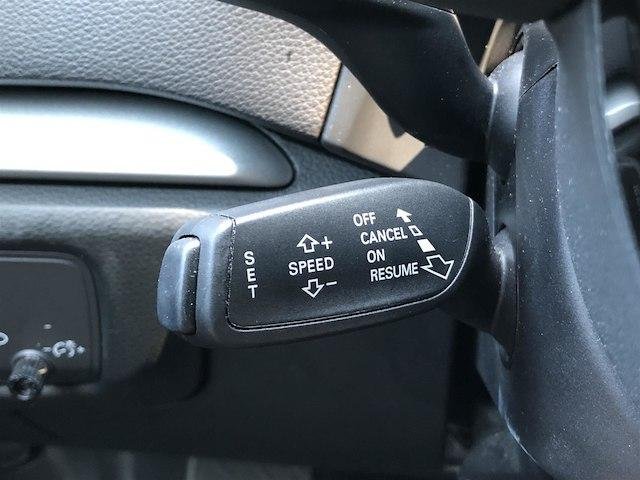 SET
+
SPEED
-
OFF
CANCEL
ON
RESUME